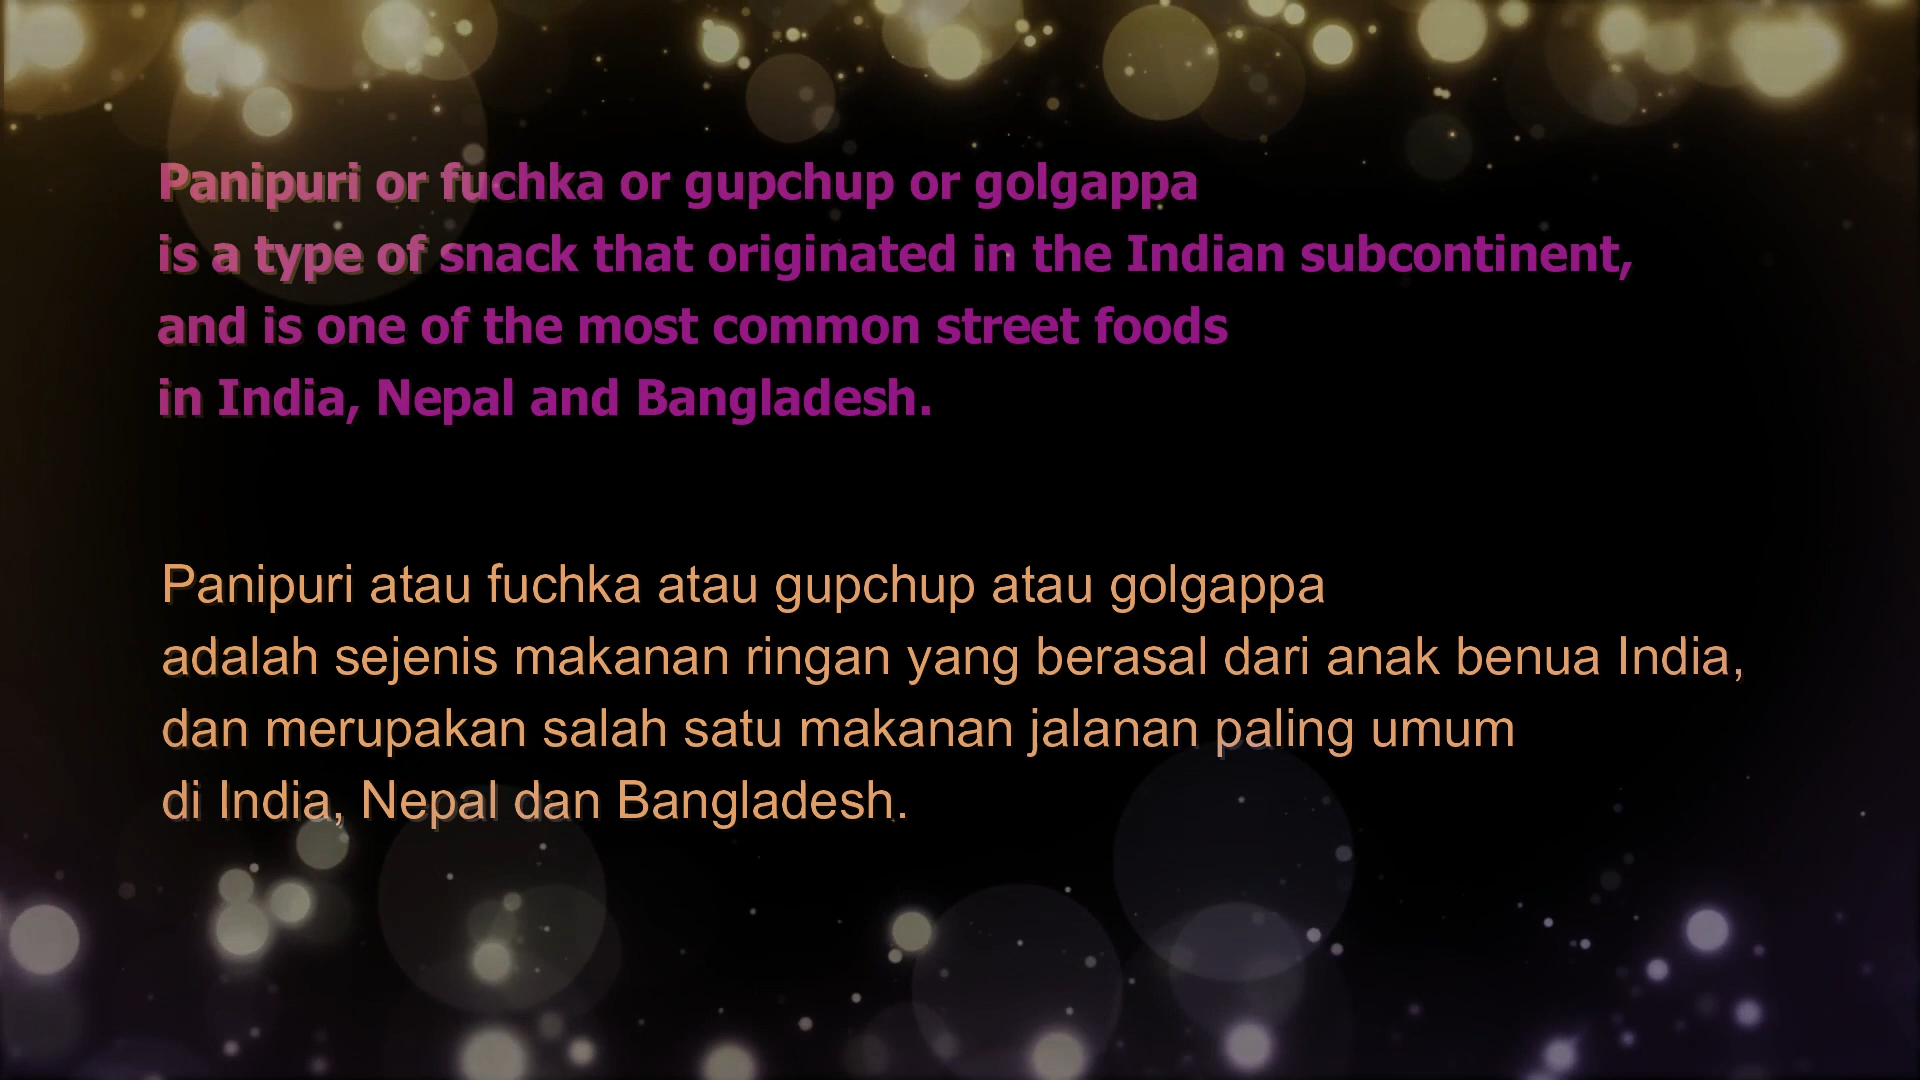 Panipuri or fuchka or gupchup or golgappa
is a type of snack that originated in the Indian subcontinent,
and is one of the most common street foods
in India, Nepal and Bangladesh.
Panipuri atau fuchka atau gupchup atau golgappa
adalah sejenis makanan ringan yang berasal dari anak benua India,
dan merupakan salah satu makanan jalanan paling umum
di India, Nepal dan Bangladesh.